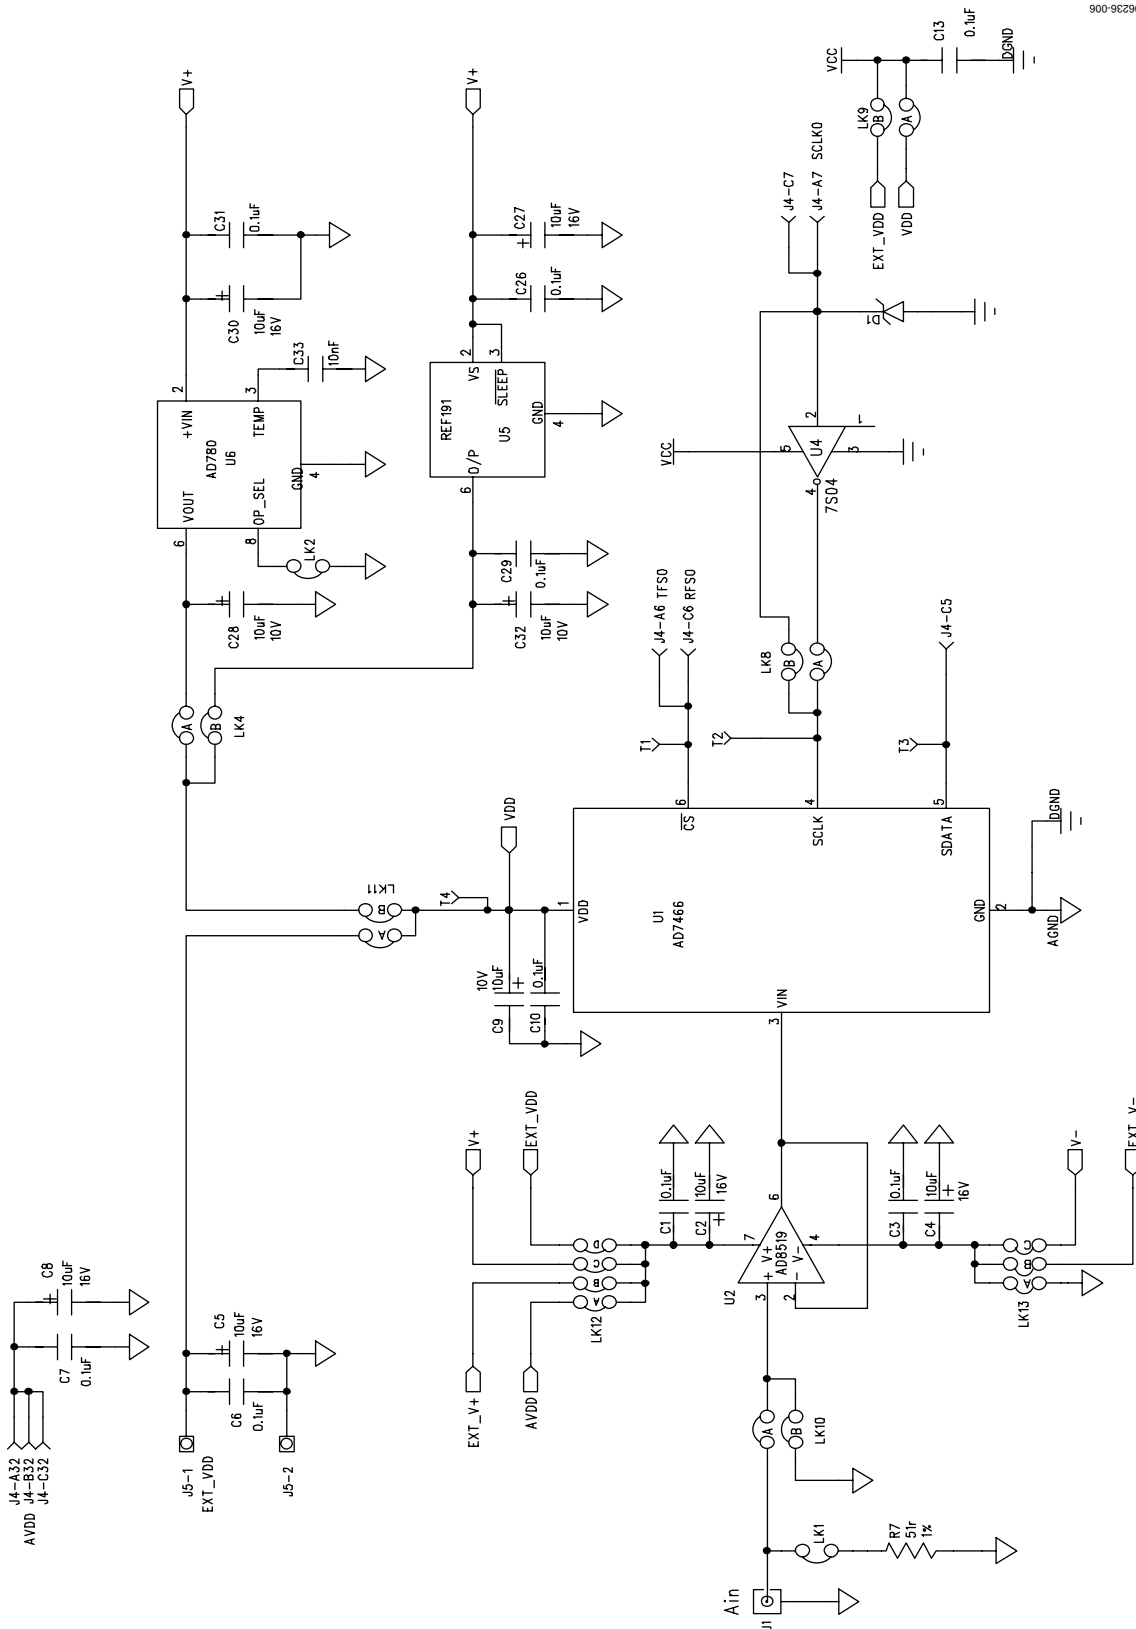 06236-006
J4-A32
AVDD J4-B32
J4-C32
C7
0.1uF
C8
10uF
16V
J5-1
EXT_VDD
J5-2
C6
0.1uF
C5
10uF
16V
LK11
A
B
T4
VDD
LK4
A
B
C28
10uF
10V
6
VOUT
+VIN
2
AD780
U6
8
OP_SEL
TEMP
3
GND
4
LK2
C33
10nF
C30
10uF
16V
C31
0.1uF
V+
C32
10uF
10V
C29
0.1uF
6
O/P
REF191
U5
VS
2
SLEEP
3
GND
4
C26
0.1uF
C27
10uF
16V
V+
C9
10uF
10V
C10
0.1uF
1
VDD
U1
AD7466
3
VIN
CS
6
SCLK
4
SDATA
5
GND
2
AGND
DGND
T1
J4-A6 TFS0
J4-C6 RFS0
T2
T3
J4-C5
LK8
B
A
VCC
5
U4
4
2
1
3
7S04
D1
J4-C7
J4-A7 SCLK0
EXT_VDD
VDD
LK9
B
A
VCC
C13
0.1uF
DGND
EXT_V+
AVDD
V+
EXT_VDD
LK12
A
B
C
D
C1
0.1uF
C2
10uF
16V
U2
AD8519
V+
V-
+
-
7
6
3
2
4
C3
0.1uF
C4
10uF
16V
LK13
A
B
C
V-
EXT_V-
LK10
A
B
Ain
J1
LK1
R7
51r
1%